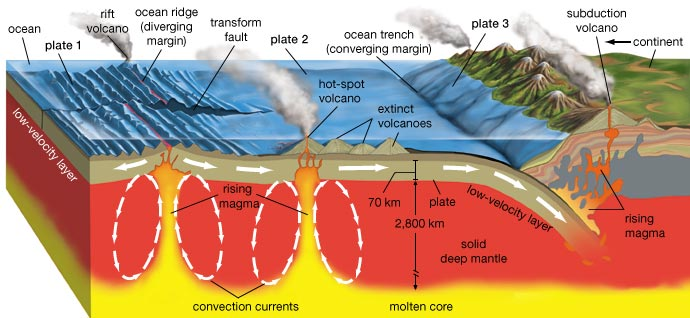 rift
volcano
ocean ridge
(diverging
margin)
transform
fault
ocean
plate 1
plate 2
ocean trench
(converging margin)
plate 3
subduction
volcano
continent
hot-spot
volcano
extinct
volcanoes
low-velocity layer
rising
magma
70 km
plate
low-velocity layer
2,800 km
rising
magma
solid
deep mantle
convection currents
molten core